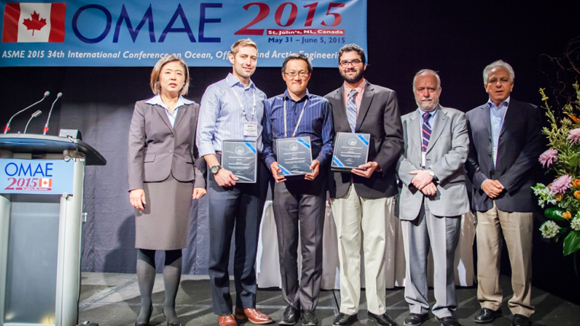 OMAE 2015
St. John's, NL, Canada
May 31 – June 5, 2015
ASME 2015 34th International Conference on Ocean, Offshore and Arctic Engineering
OMAE
2015